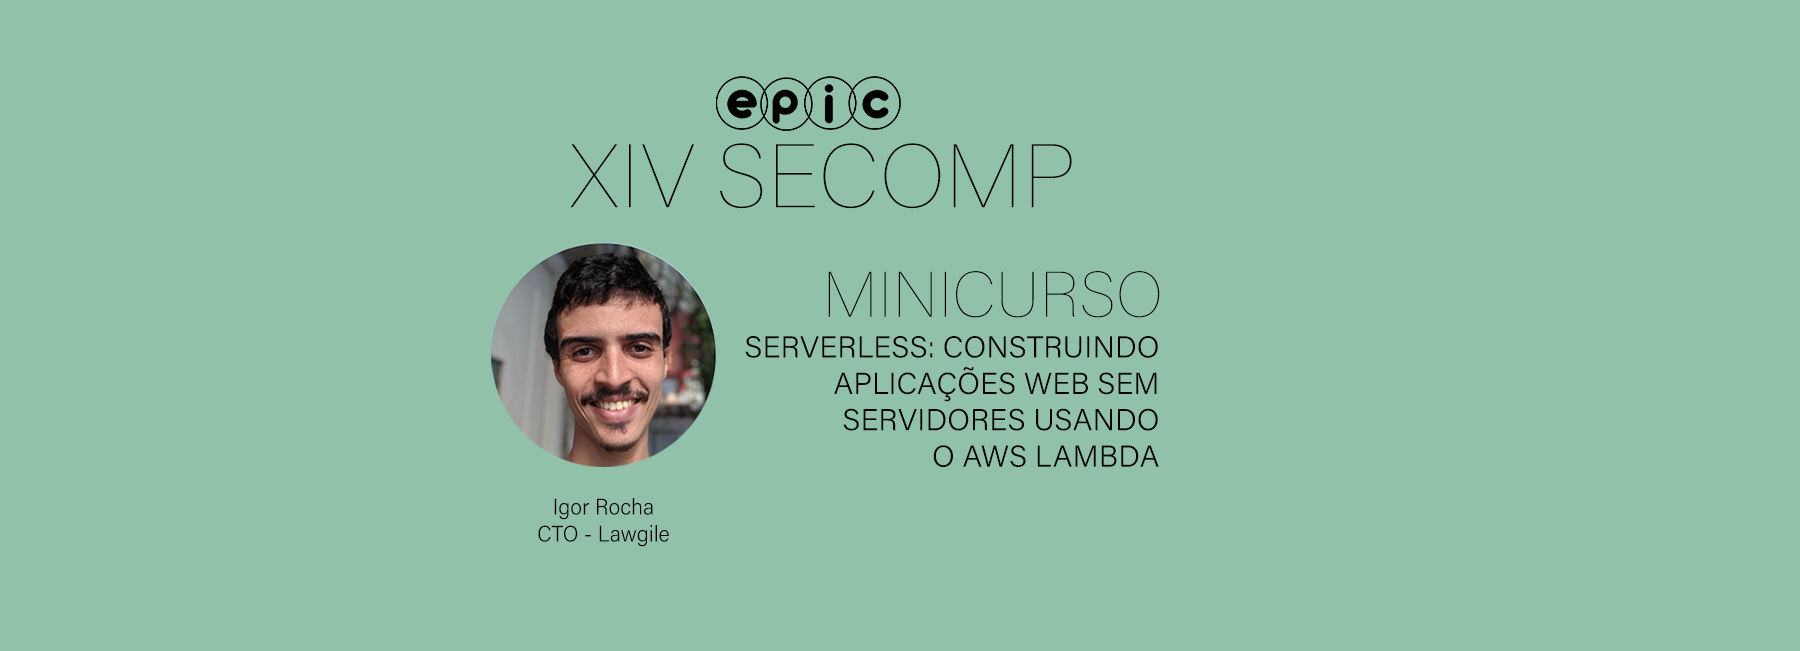 epic
XIV SECOMP
MINICURSO
SERVERLESS: CONSTRUINDO
APLICAÇÕES WEB SEM
SERVIDORES USANDO
O AWS LAMBDA
Igor Rocha
CTO - Lawgile